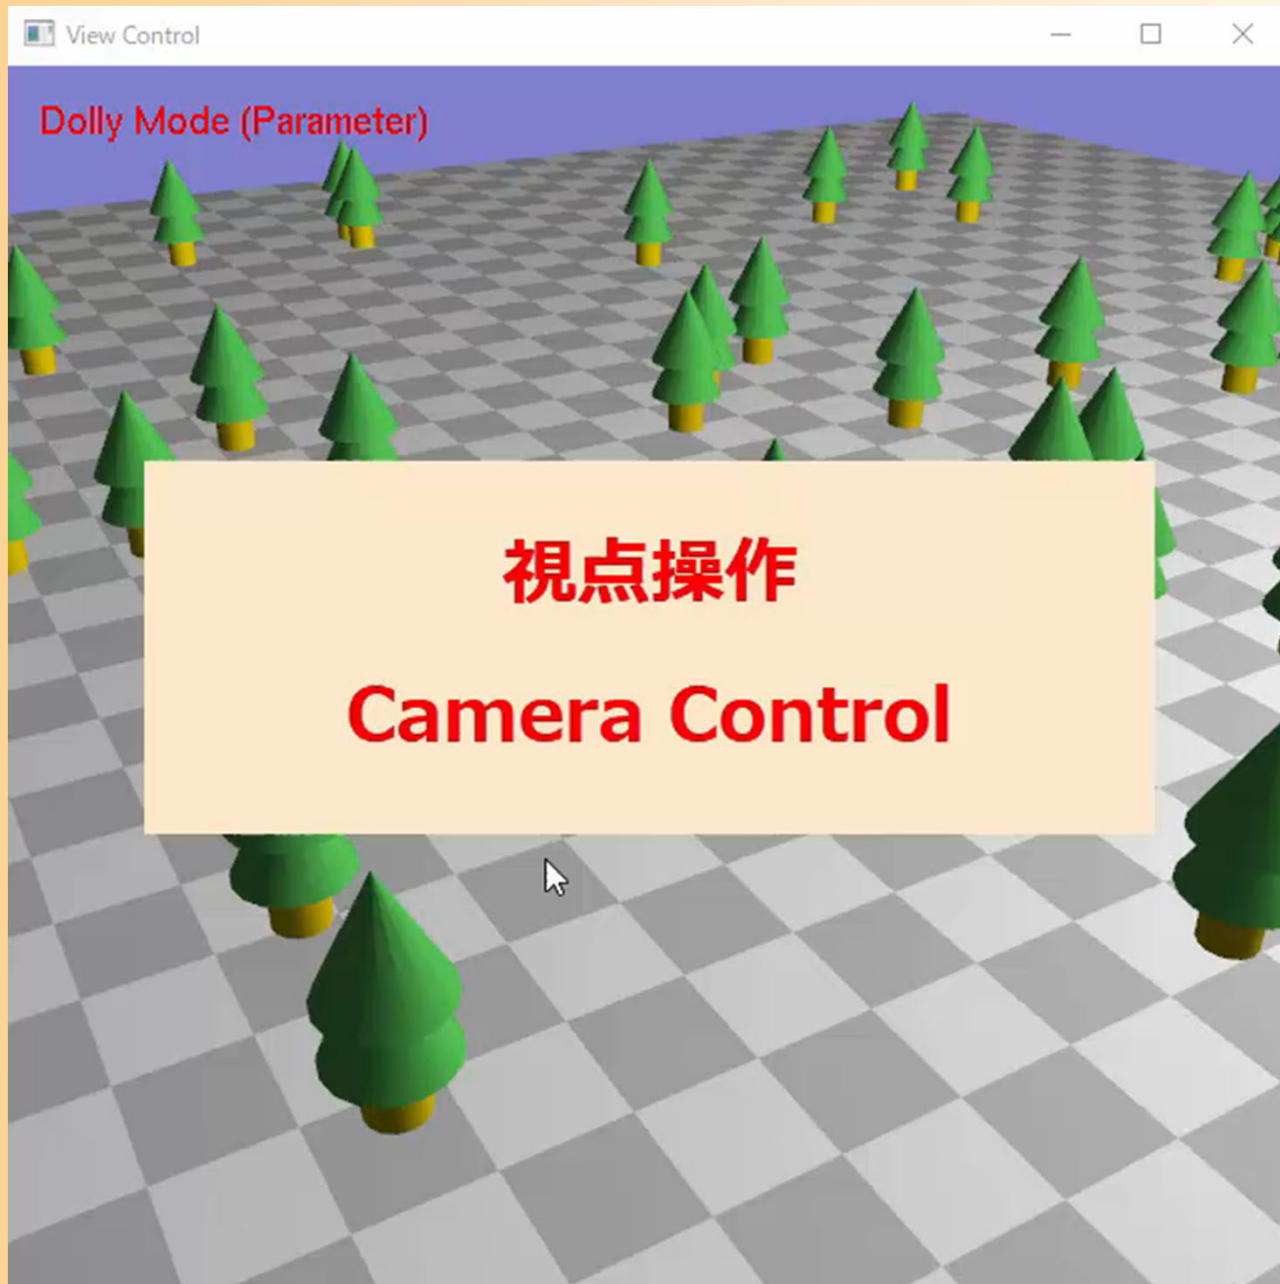 View Control
Dolly Mode (Parameter)
視点操作
Camera Control